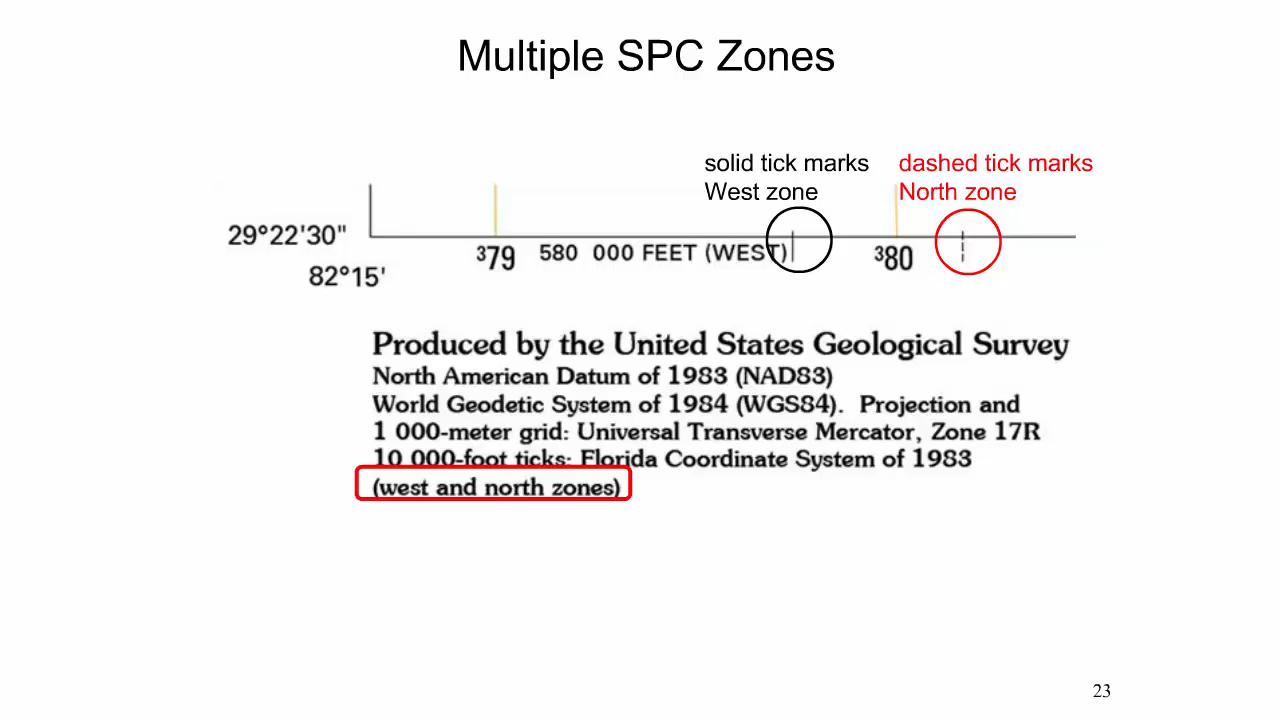 Multiple SPC Zones
solid tick marks
West zone
dashed tick marks
North zone
29°22'30"
82°15'
³79
580 000 FEET (WEST)
³80
Produced by the United States Geological Survey
North American Datum of 1983 (NAD83)
World Geodetic System of 1984 (WGS84). Projection and
1 000-meter grid: Universal Transverse Mercator, Zone 17R
10 000-foot ticks: Florida Coordinate System of 1983
(west and north zones)
23